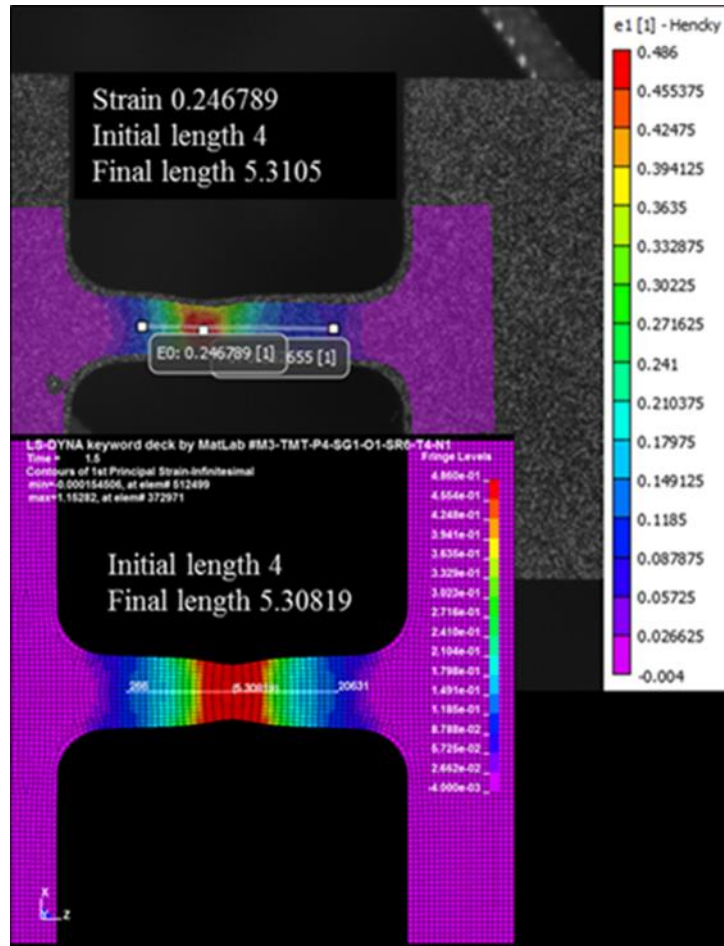 e1 [1] - Hencky
0.486
0.455375
0.42475
0.394125
0.3635
0.332875
0.30225
0.271625
0.241
0.210375
0.17975
0.149125
0.1185
0.087875
0.05725
0.026625
-0.004
Strain 0.246789
Initial length 4
Final length 5.3105
E0: 0.246789 [1]
655 [1]
LS-DYNA keyword deck by MatLab #M3-TMT-P4-SG1-O1-SR6-T4-N1
Time = 1.5
Contours of 1st Principal Strain-Infinitesimal
min=-0.000154506, at elem# 512499
max=1.15282, at elem# 372971
Fringe Levels
4.860e-01
4.554e-01
4.248e-01
3.941e-01
3.635e-01
3.329e-01
3.023e-01
2.716e-01
2.410e-01
2.104e-01
1.798e-01
1.491e-01
1.185e-01
8.788e-02
5.725e-02
2.662e-02
-4.000e-03
Initial length 4
Final length 5.30819
266
(5.30819)
20631
X
Y
Z